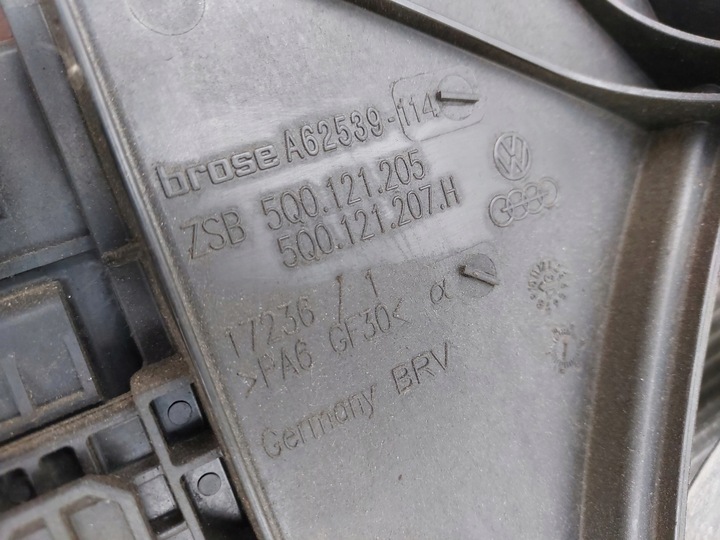 brose A62539-114
ZSB 5Q0.121.205
5Q0.121.207.H
17236 / 1
>PA6 GF30< α
Germany BRV